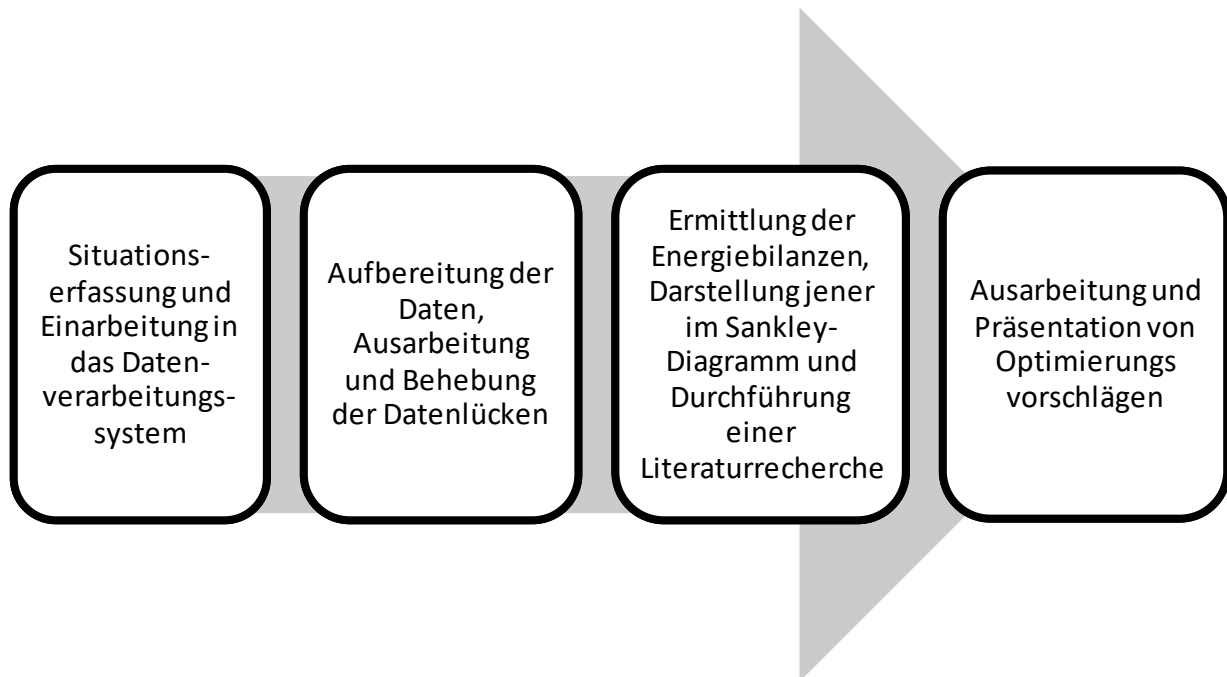 Situations-
erfassung und
Einarbeitung in
das Daten-
verarbeitungs-
system
Aufbereitung der
Daten,
Ausarbeitung
und Behebung
der Datenlücken
Ermittlung der
Energiebilanzen,
Darstellung jener
im Sankley-
Diagramm und
Durchführung
einer
Literaturrecherche
Ausarbeitung und
Präsentation von
Optimierungs
vorschlägen